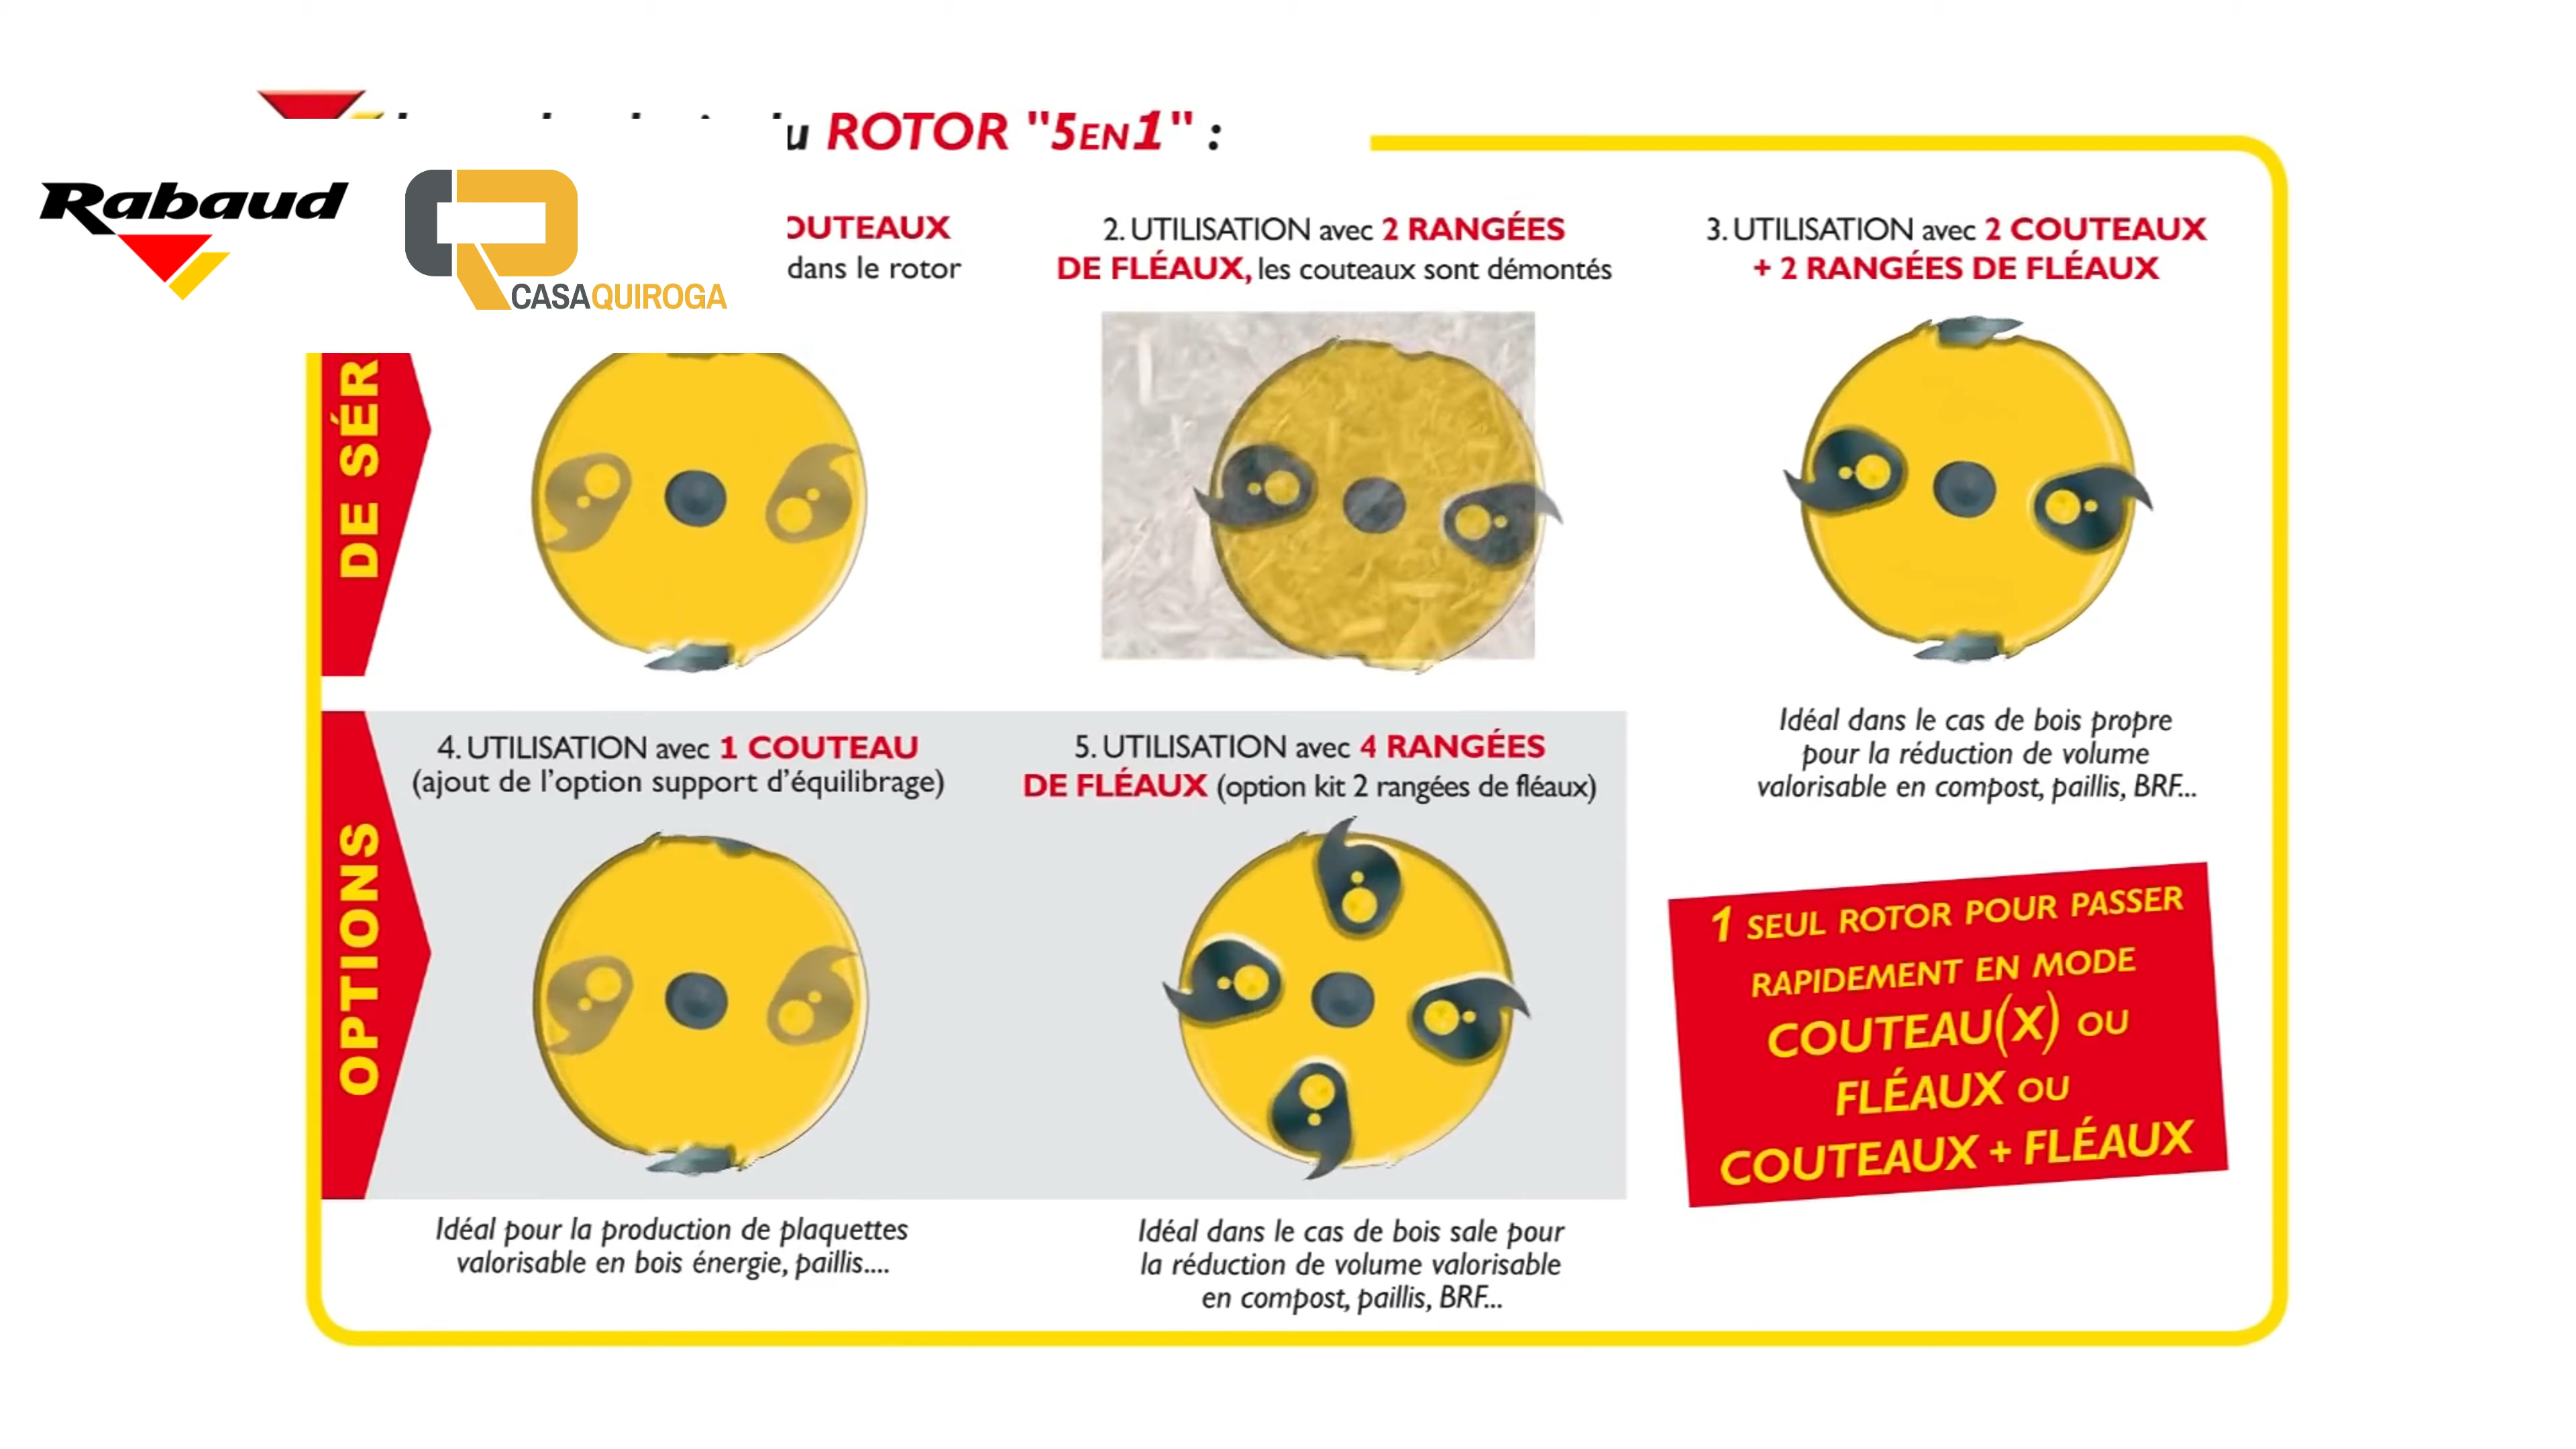 u ROTOR "5EN1" :
Rabaud
CASAQUIROGA
OUTEAUX
dans le rotor
2. UTILISATION avec 2 RANGÉES
DE FLÉAUX, les couteaux sont démontés
3. UTILISATION avec 2 COUTEAUX
+ 2 RANGÉES DE FLÉAUX
DE SÉR
Idéal dans le cas de bois propre
pour la réduction de volume
valorisable en compost, paillis, BRF...
OPTIONS
4. UTILISATION avec 1 COUTEAU
(ajout de l'option support d'équilibrage)
5. UTILISATION avec 4 RANGÉES
DE FLÉAUX (option kit 2 rangées de fléaux)
Idéal pour la production de plaquettes
valorisable en bois énergie, paillis....
Idéal dans le cas de bois sale pour
la réduction de volume valorisable
en compost, paillis, BRF...
1 SEUL ROTOR POUR PASSER
RAPIDEMENT EN MODE
COUTEAU(X) OU
FLÉAUX OU
COUTEAUX + FLÉAUX